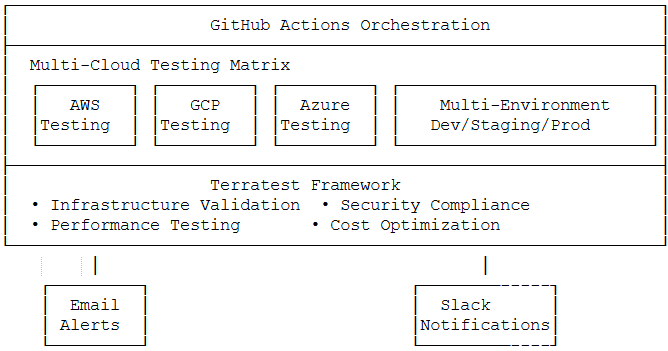 GitHub Actions Orchestration
Multi-Cloud Testing Matrix
AWS GCP Azure Multi-Environment
Testing Testing Testing Dev/Staging/Prod
Terratest Framework
• Infrastructure Validation • Security Compliance
• Performance Testing • Cost Optimization
Email Slack
Alerts Notifications